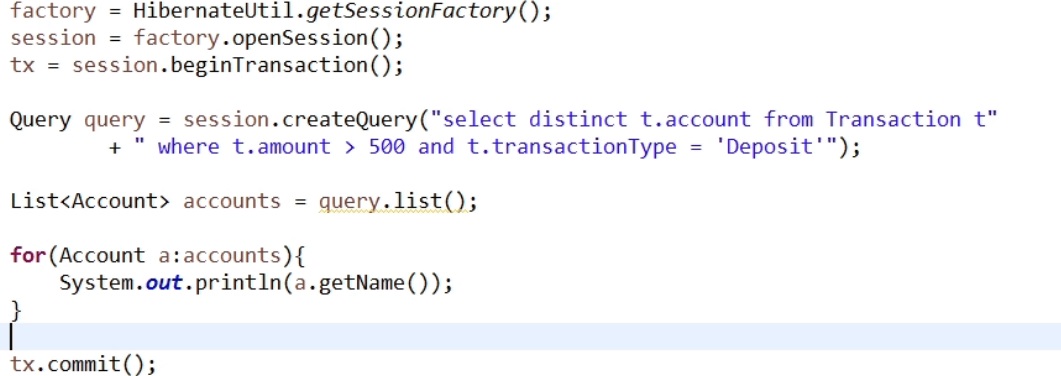 factory = HibernateUtil.getSessionFactory();
session = factory.openSession();
tx = session.beginTransaction();
Query query = session.createQuery("select distinct t.account from Transaction t"
+ " where t.amount > 500 and t.transactionType = 'Deposit'");
List<Account> accounts = query.list();
for(Account a:accounts){
System.out.println(a.getName());
}
tx.commit();